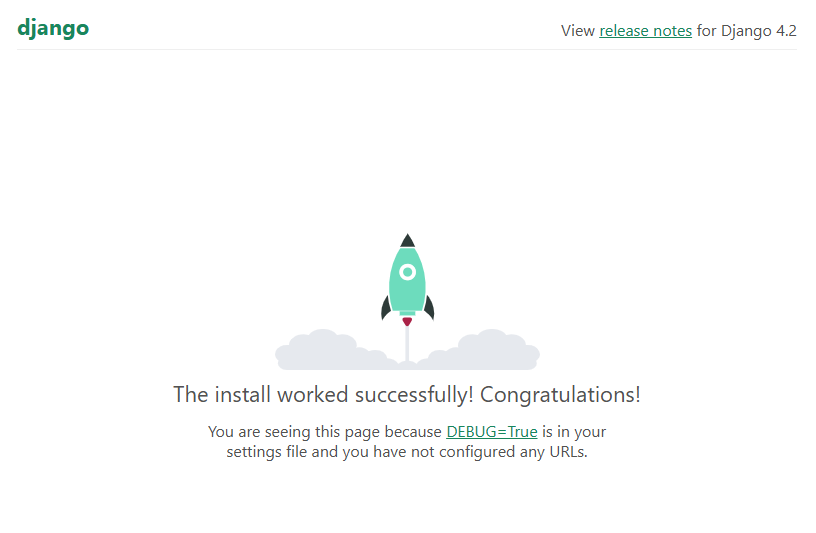 django
View release notes for Django 4.2
The install worked successfully! Congratulations!
You are seeing this page because DEBUG=True is in your
settings file and you have not configured any URLs.